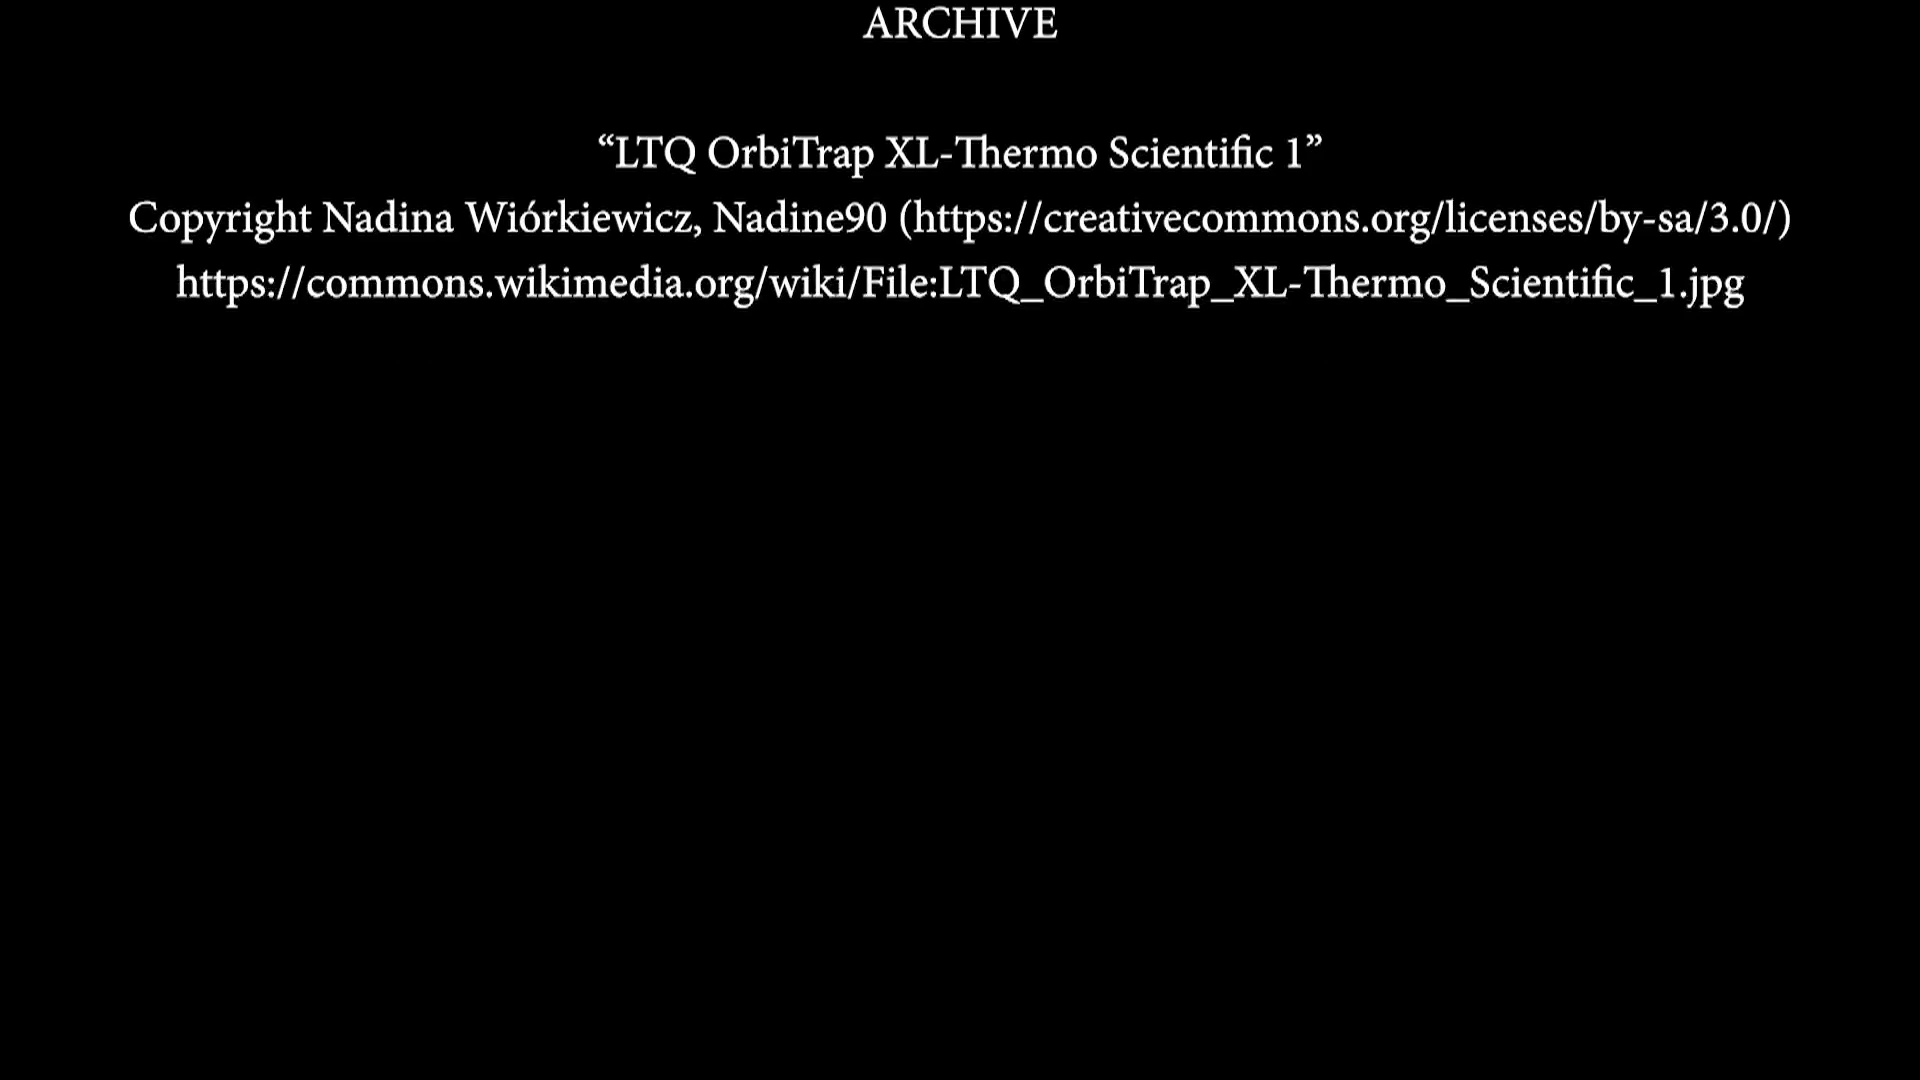 ARCHIVE
“LTQ OrbiTrap XL-Thermo Scientific 1”
Copyright Nadina Wiórkiewicz, Nadine90 (https://creativecommons.org/licenses/by-sa/3.0/)
https://commons.wikimedia.org/wiki/File:LTQ_OrbiTrap_XL-Thermo_Scientific_1.jpg